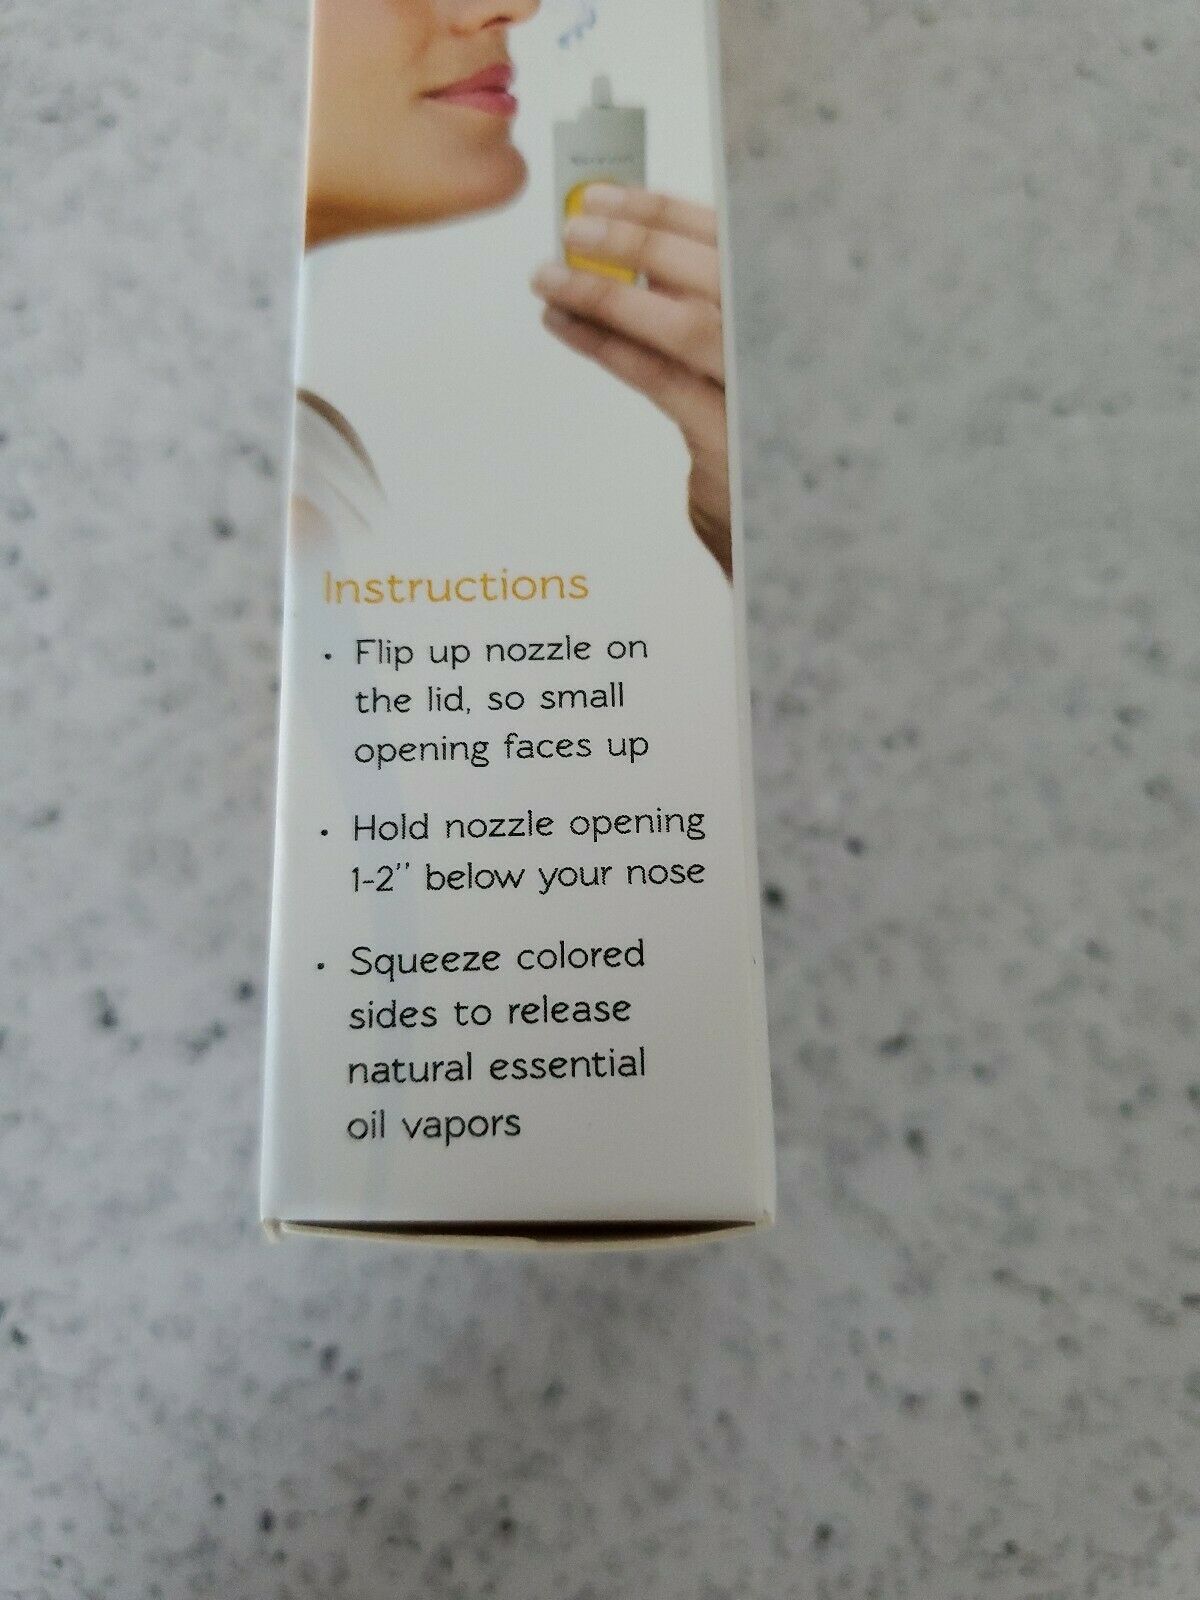 Instructions
· Flip up nozzle on
the lid, so small
opening faces up
· Hold nozzle opening
1-2" below your nose
· Squeeze colored
sides to release
natural essential
oil vapors